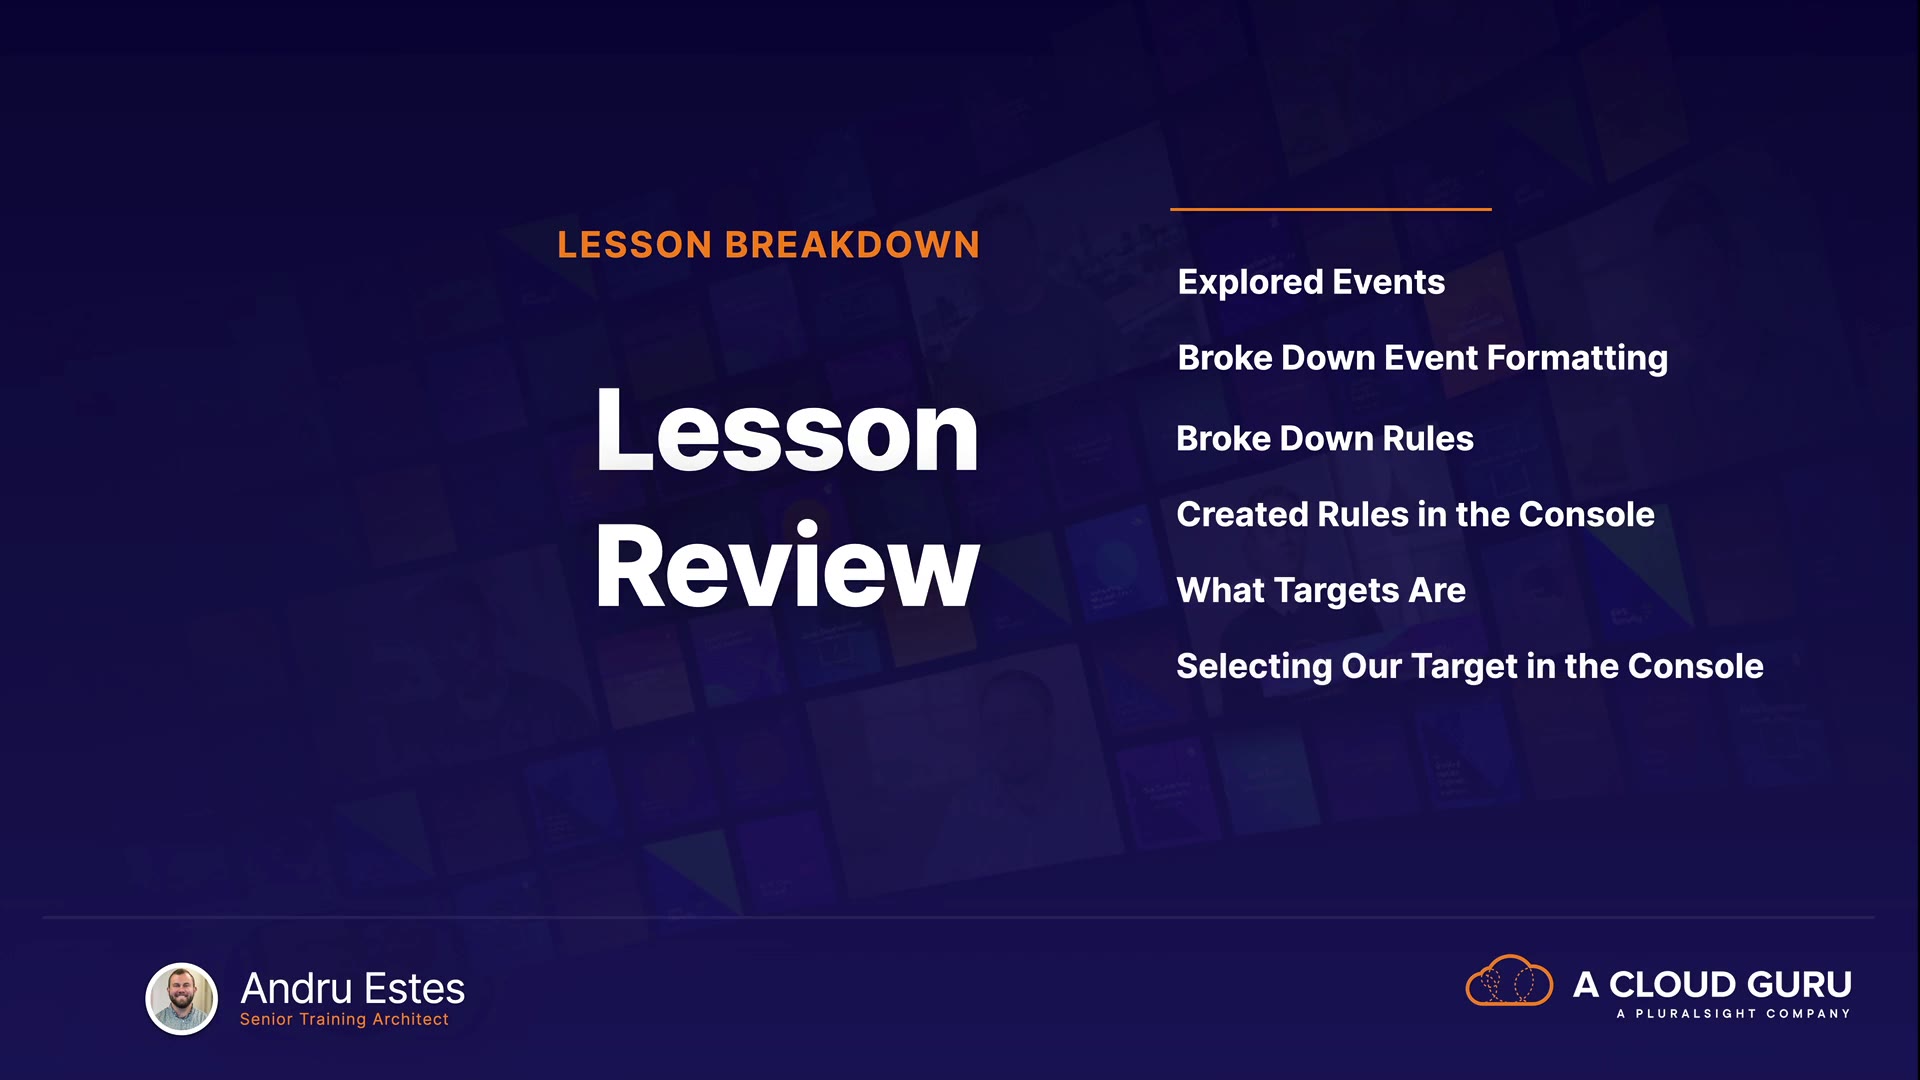 LESSON BREAKDOWN
Lesson
Review
Explored Events
Broke Down Event Formatting
Broke Down Rules
Created Rules in the Console
What Targets Are
Selecting Our Target in the Console
Andru Estes
Senior Training Architect
A CLOUD GURU
A PLURALSIGHT COMPANY